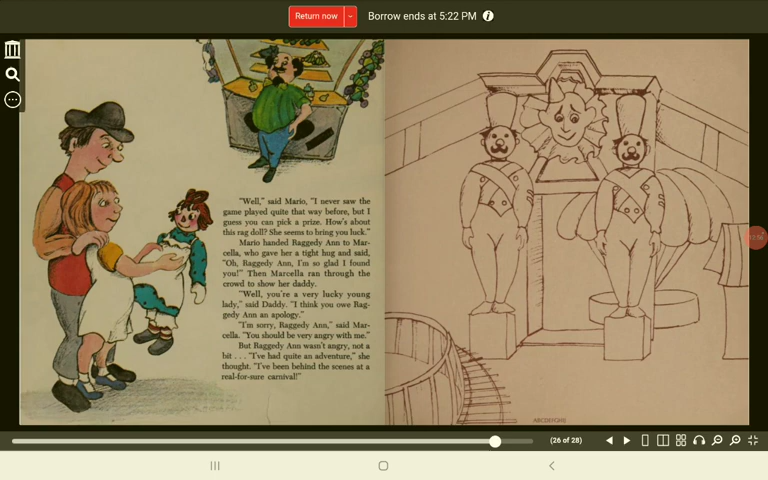 Return now
Borrow ends at 5:22 PM
"Well," said Mario, "I never saw the
game played quite that way before, but I
guess you can pick a prize. How's about
this rag doll? She seems to bring you luck."
Mario handed Raggedy Ann to Mar-
cella, who gave her a tight hug and said,
"Oh, Raggedy Ann, I'm so glad I found
you!" Then Marcella ran through the
crowd to show her daddy.
"Well, you're a very lucky young
lady," said Daddy. "I think you owe Rag-
gedy Ann an apology."
"I'm sorry, Raggedy Ann," said Mar-
cella. "You should be very angry with me."
But Raggedy Ann wasn't angry, not a
bit . . . "I've had quite an adventure," she
thought. "I've been behind the scenes at a
real-for-sure carnival!"
(26 of 28)